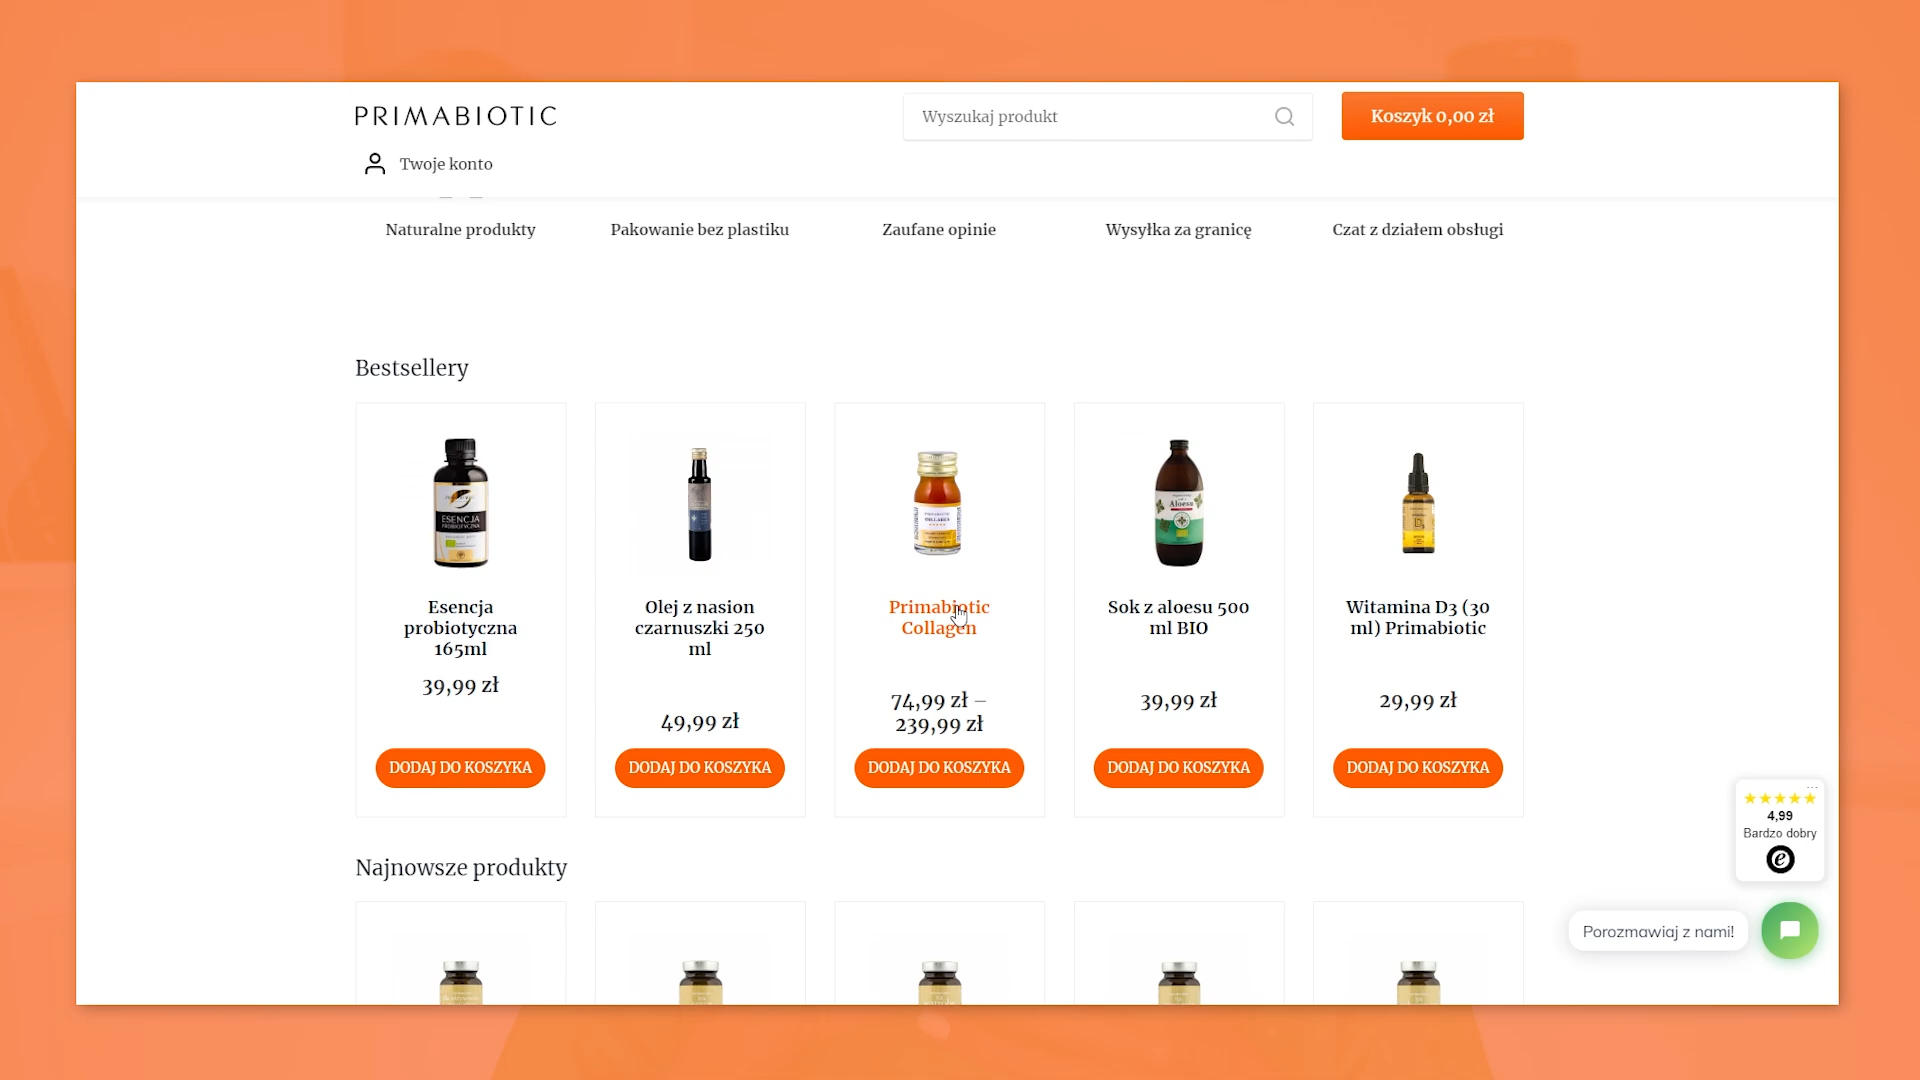 PRIMABIOTIC
Wyszukaj produkt
Koszyk 0,00 zł
Twoje konto
Naturalne produkty
Pakowanie bez plastiku
Zaufane opinie
Wysyłka za granicę
Czat z działem obsługi
Bestsellery
ESENCJA
PROBIOTYCZNA
Aloesu
Esencja
probiotyczna
165ml
39,99 zł
DODAJ DO KOSZYKA
Olej z nasion
czarnuszki 250
ml
49,99 zł
DODAJ DO KOSZYKA
Primabiotic
Collagen
74,99 zł –
239,99 zł
DODAJ DO KOSZYKA
Sok z aloesu 500
ml BIO
39,99 zł
DODAJ DO KOSZYKA
Witamina D3 (30
ml) Primabiotic
29,99 zł
DODAJ DO KOSZYKA
Najnowsze produkty
4,99
Bardzo dobry
Porozmawiaj z nami!